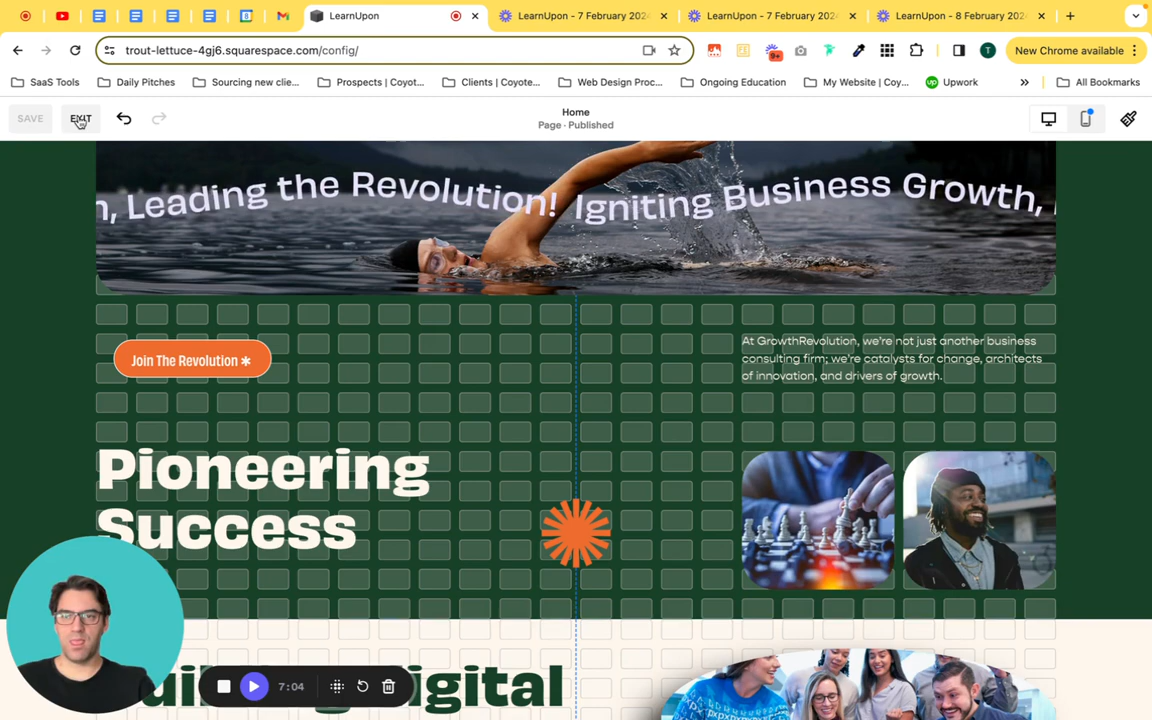 LearnUpon
LearnUpon - 7 February 202
LearnUpon - 7 February 202
LearnUpon - 8 February 202
trout-lettuce-4gj6.squarespace.com/config/
9+
T
New Chrome available
SaaS Tools
Daily Pitches
Sourcing new clie...
Prospects | Coyot...
Clients | Coyote...
Web Design Proc...
Ongoing Education
My Website | Coy...
up Upwork
All Bookmarks
SAVE
EXIT
Home
Page · Published
n, Leading the Revolution! Igniting Business Growth,
Join The Revolution ✱
At GrowthRevolution, we're not just another business
consulting firm; we're catalysts for change, architects
of innovation, and drivers of growth.
Pioneering
Success
7:04